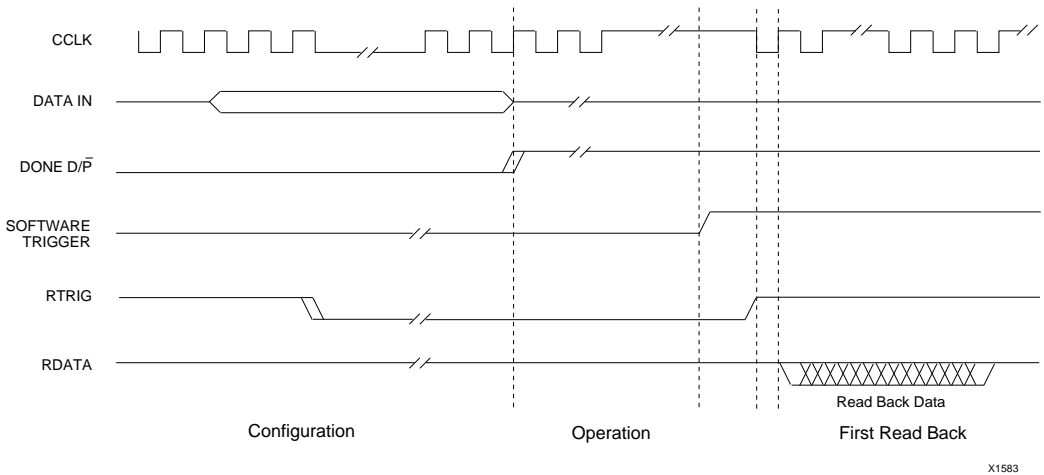 CCLK
DATA IN
DONE D/P̅
SOFTWARE
TRIGGER
RTRIG
RDATA
Read Back Data
Configuration
Operation
First Read Back
X1583